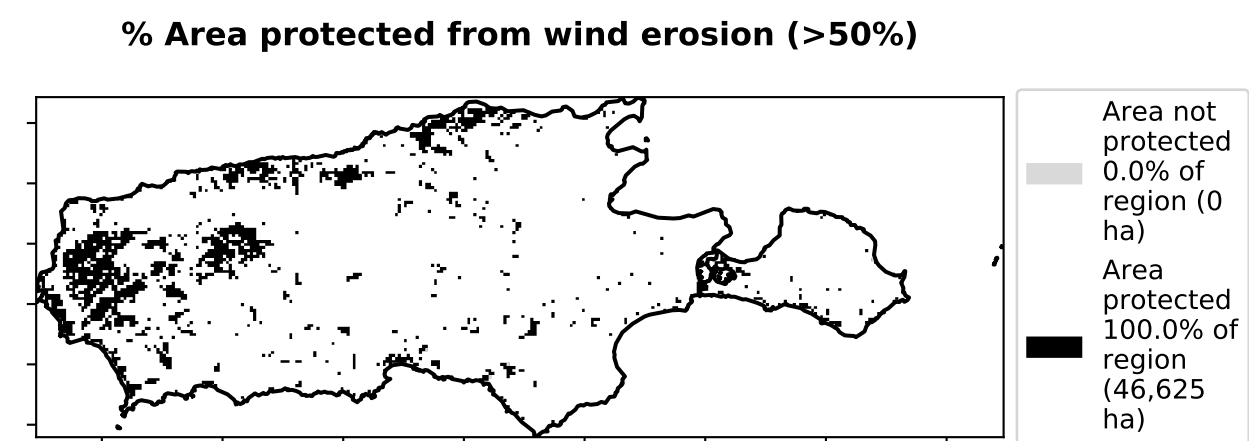 % Area protected from wind erosion (>50%)
Area not
protected
0.0% of
region (0
ha)
Area
protected
100.0% of
region
(46,625
ha)